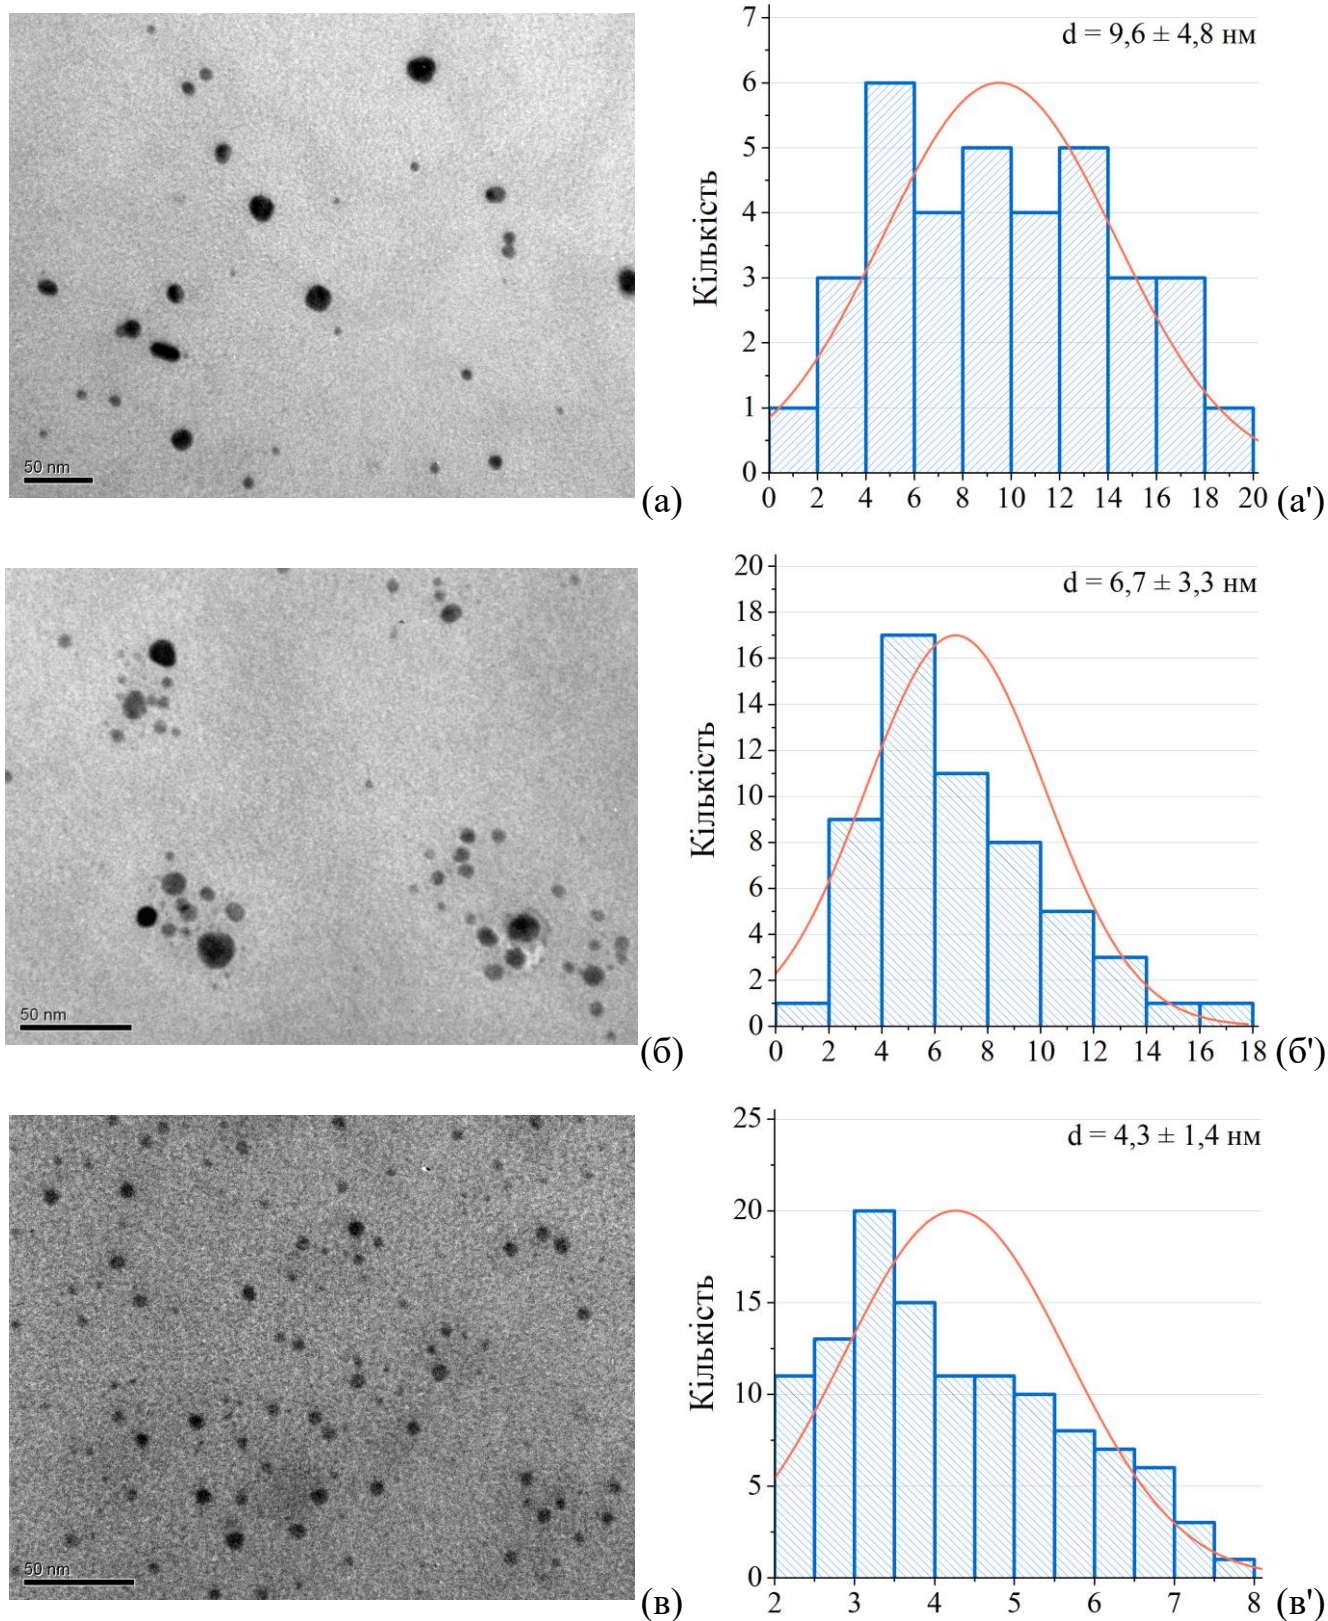 50 nm
(а)
d = 9,6 ± 4,8 нм
Кількість
7
6
5
4
3
2
1
0
0 2 4 6 8 10 12 14 16 18 20
(а')
50 nm
(б)
d = 6,7 ± 3,3 нм
Кількість
20
18
16
14
12
10
8
6
4
2
0
0 2 4 6 8 10 12 14 16 18
(б')
50 nm
(в)
d = 4,3 ± 1,4 нм
Кількість
25
20
15
10
5
0
2 3 4 5 6 7 8
(в')